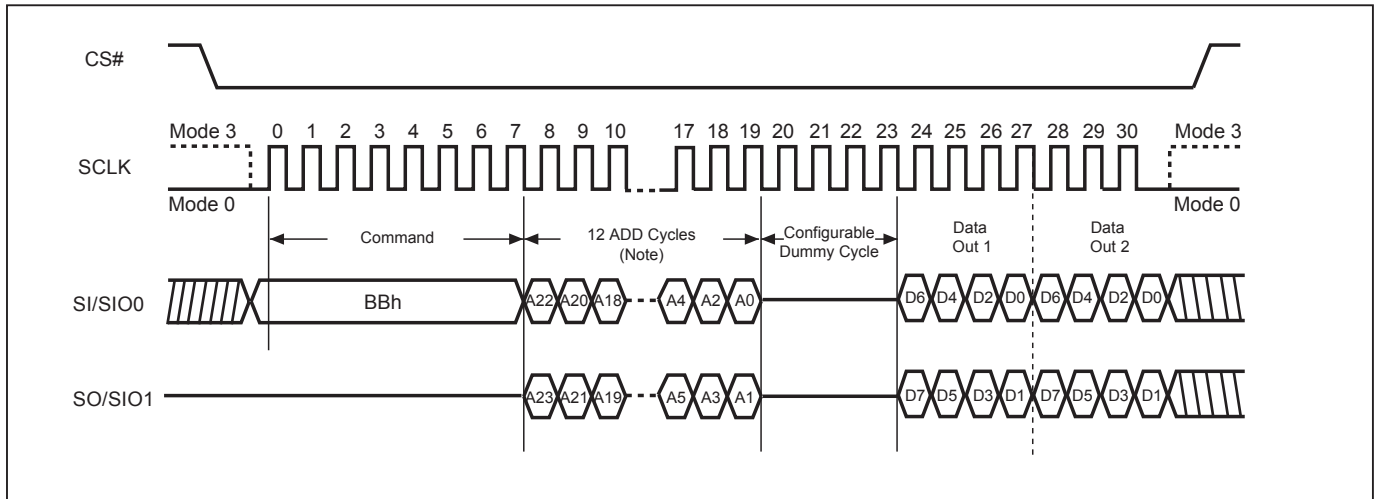 CS#
Mode 3 0 1 2 3 4 5 6 7 8 9 10 17 18 19 20 21 22 23 24 25 26 27 28 29 30 Mode 3
SCLK
Mode 0 Mode 0
Command 12 ADD Cycles (Note) Configurable Dummy Cycle Data Out 1 Data Out 2
SI/SIO0 BBh A22 A20 A18 A4 A2 A0 D6 D4 D2 D0 D6 D4 D2 D0
SO/SIO1 A23 A21 A19 A5 A3 A1 D7 D5 D3 D1 D7 D5 D3 D1